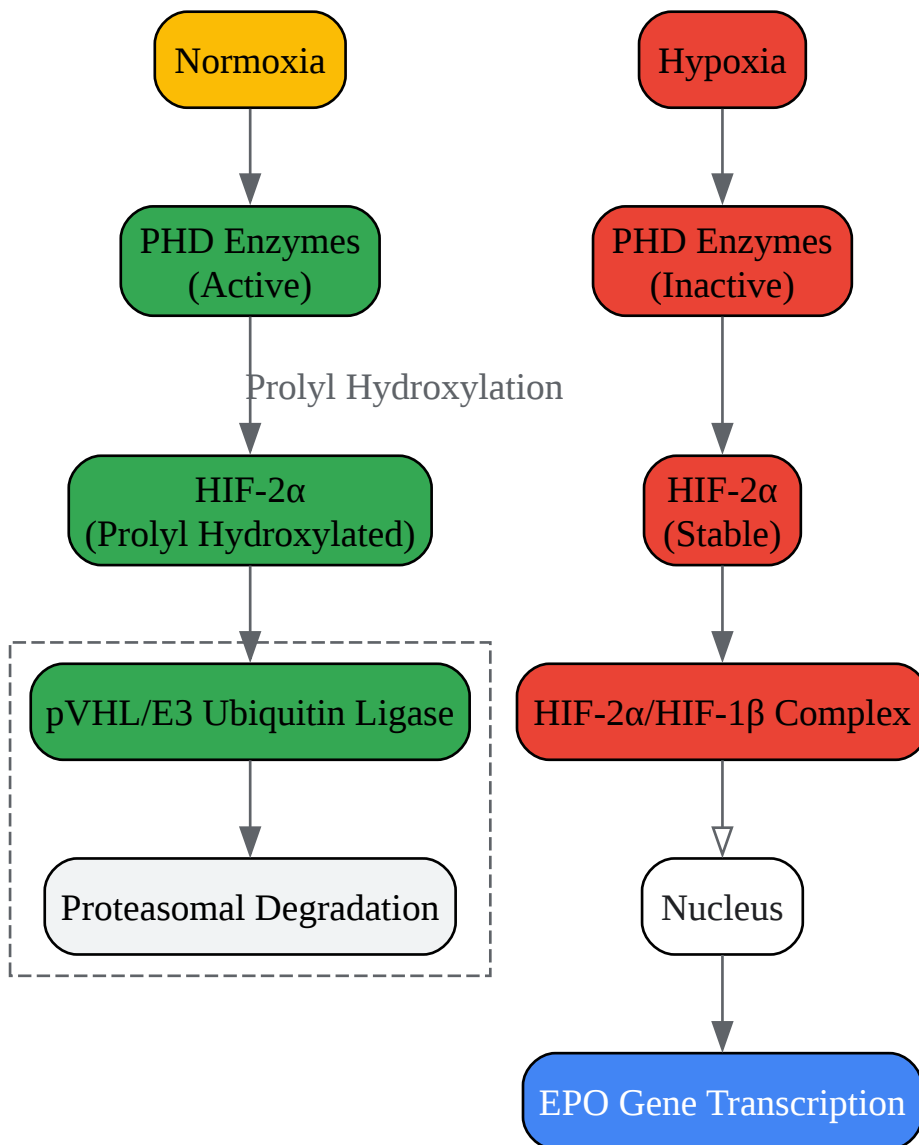 Normoxia
PHD Enzymes
(Active)
Prolyl Hydroxylation
HIF-2α
(Prolyl Hydroxylated)
pVHL/E3 Ubiquitin Ligase
Proteasomal Degradation
Hypoxia
PHD Enzymes
(Inactive)
HIF-2α
(Stable)
HIF-2α/HIF-1β Complex
Nucleus
EPO Gene Transcription